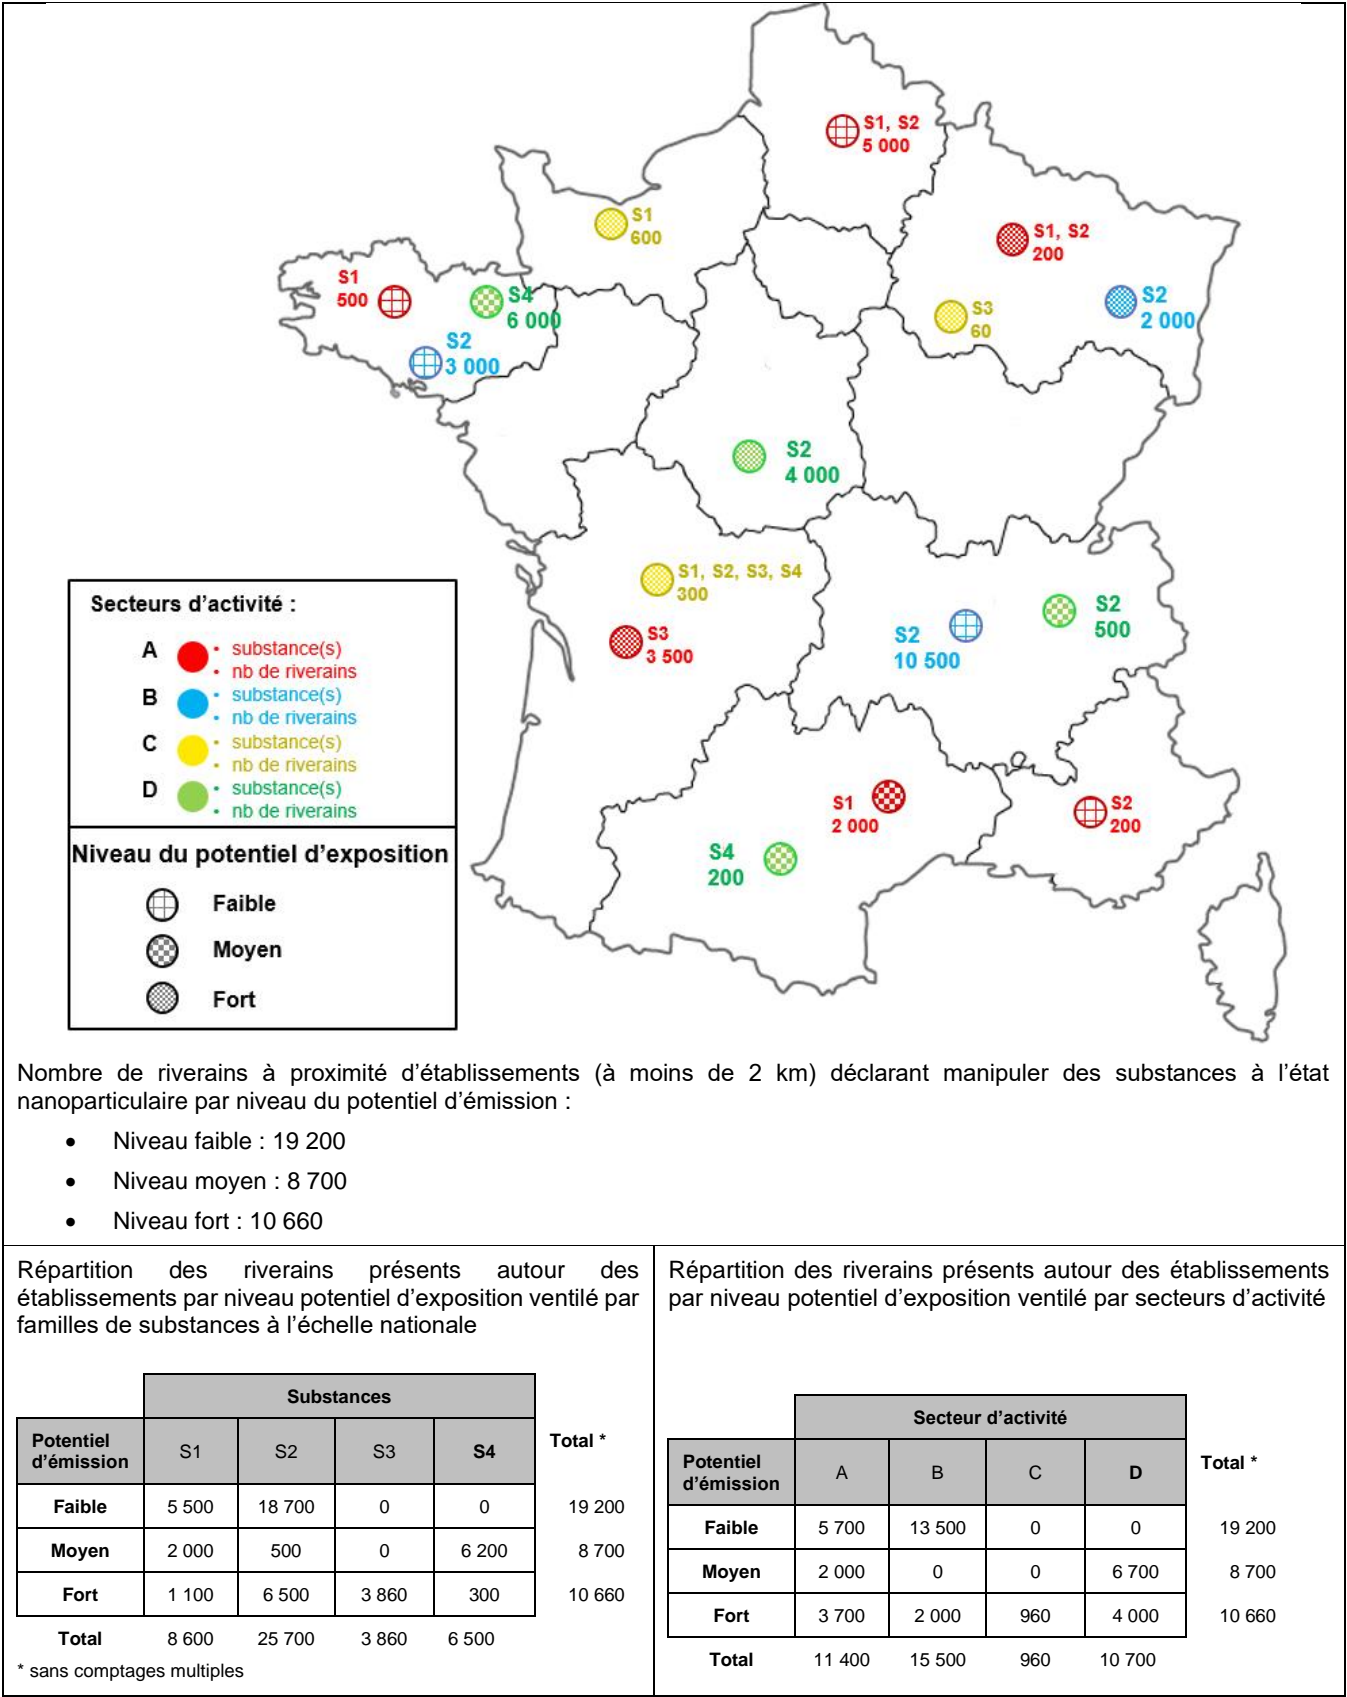 S1, S2
5 000
S1
600
S1, S2
200
S1
500
S4
6 000
S2
3 000
S3
60
S2
2 000
S2
4 000
S1, S2, S3, S4
300
S3
3 500
S2
10 500
S2
500
S1
2 000
S4
200
S2
200
Secteurs d'activité :
A
• substance(s)
• nb de riverains
B
• substance(s)
• nb de riverains
C
• substance(s)
• nb de riverains
D
• substance(s)
• nb de riverains
Niveau du potentiel d'exposition
Faible
Moyen
Fort
Nombre de riverains à proximité d'établissements (à moins de 2 km) déclarant manipuler des substances à l'état
nanoparticulaire par niveau du potentiel d'émission :
• Niveau faible : 19 200
• Niveau moyen : 8 700
• Niveau fort : 10 660
Répartition des riverains présents autour des
établissements par niveau potentiel d'exposition ventilé par
familles de substances à l'échelle nationale
Substances
Potentiel
d'émission
S1 S2 S3 S4 Total *
Faible 5 500 18 700 0 0 19 200
Moyen 2 000 500 0 6 200 8 700
Fort 1 100 6 500 3 860 300 10 660
Total 8 600 25 700 3 860 6 500
* sans comptages multiples
Répartition des riverains présents autour des établissements
par niveau potentiel d'exposition ventilé par secteurs d'activité
Secteur d'activité
Potentiel
d'émission
A B C D Total *
Faible 5 700 13 500 0 0 19 200
Moyen 2 000 0 0 6 700 8 700
Fort 3 700 2 000 960 4 000 10 660
Total 11 400 15 500 960 10 700